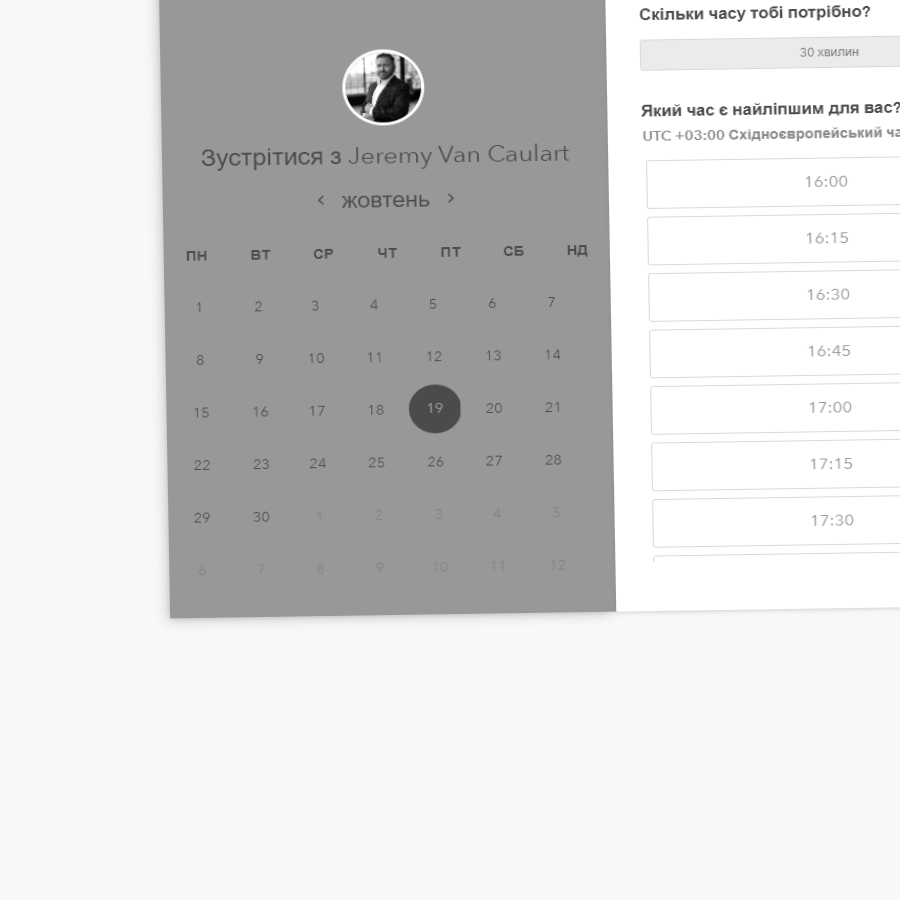 Зустрітися з Jeremy Van Caulart
‹ жовтень ›
ПН ВТ СР ЧТ ПТ СБ НД
1 2 3 4 5 6 7
8 9 10 11 12 13 14
15 16 17 18 19 20 21
22 23 24 25 26 27 28
29 30 1 2 3 4 5
6 7 8 9 10 11 12
Скільки часу тобі потрібно?
30 хвилин
Який час є найліпшим для вас?
UTC +03:00 Східноєвропейський
16:00
16:15
16:30
16:45
17:00
17:15
17:30